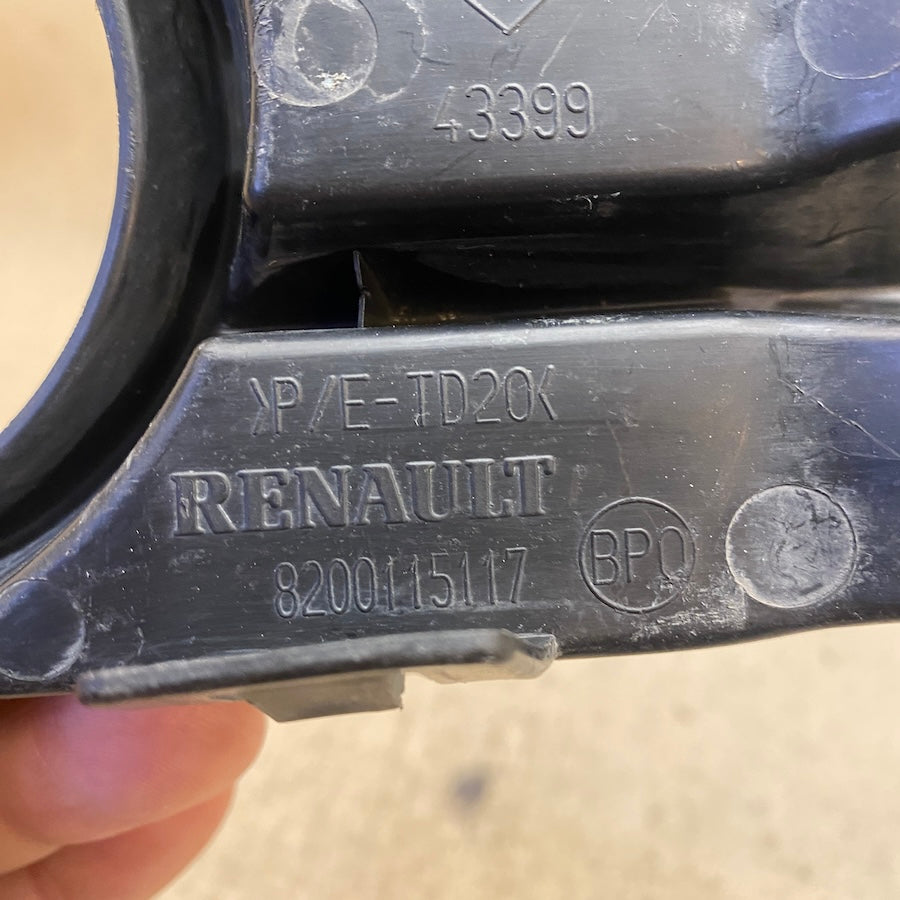 43399
>P/E-TD20<
RENAULT
8200115117
BPO